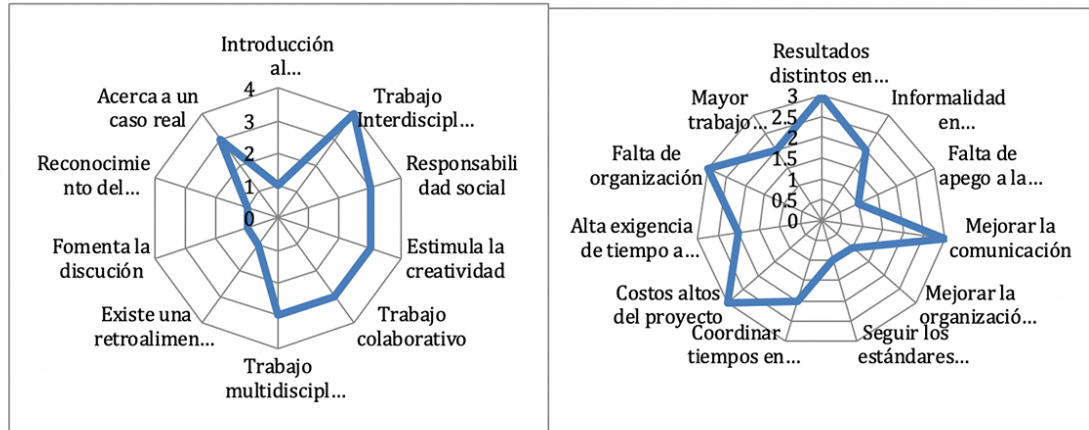 Introducción
al...
Trabajo
Interdiscipl...
Responsabili
dad social
Estimula la
creatividad
Trabajo
colaborativo
Trabajo
multidiscipl...
Existe una
retroalimen...
Fomenta la
discución
Reconocimie
nto del...
Acerca a un
caso real
4
3
2
1
0
Resultados
distintos en...
Informalidad
en...
Falta de
apego a la...
Mejorar la
comunicación
Mejorar la
organizació...
Seguir los
estándares...
Coordinar
tiempos en...
Costos altos
del proyecto
Alta exigencia
de tiempo a...
Falta de
organización
Mayor
trabajo...
3
2.5
2
1.5
1
0.5
0